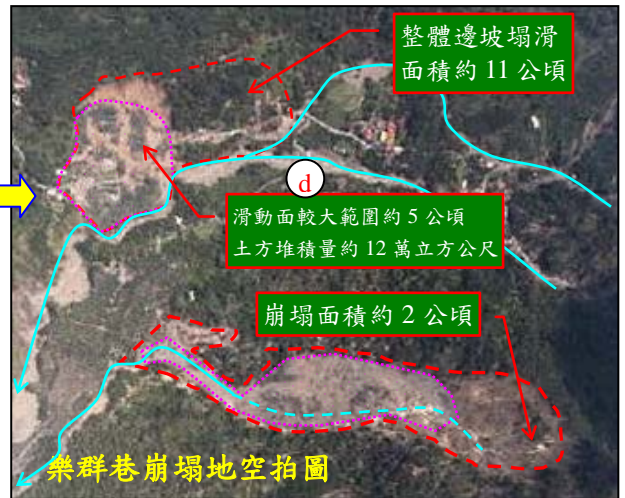 整體邊坡塌滑
面積約 11 公頃
d
滑動面較大範圍約 5 公頃
土方堆積量約 12 萬立方公尺
崩塌面積約 2 公頃
樂群巷崩塌地空拍圖